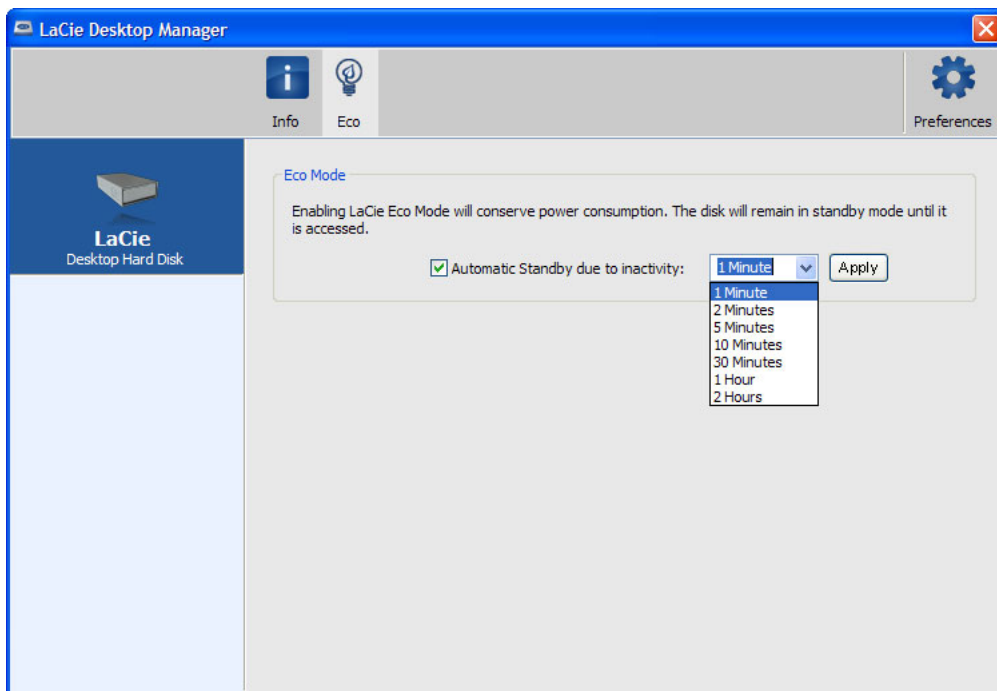 LaCie Desktop Manager
Info
Eco
Preferences
LaCie
Desktop Hard Disk
Eco Mode
Enabling LaCie Eco Mode will conserve power consumption. The disk will remain in standby mode until it
is accessed.
Automatic Standby due to inactivity:
1 Minute
Apply
1 Minute
2 Minutes
5 Minutes
10 Minutes
30 Minutes
1 Hour
2 Hours